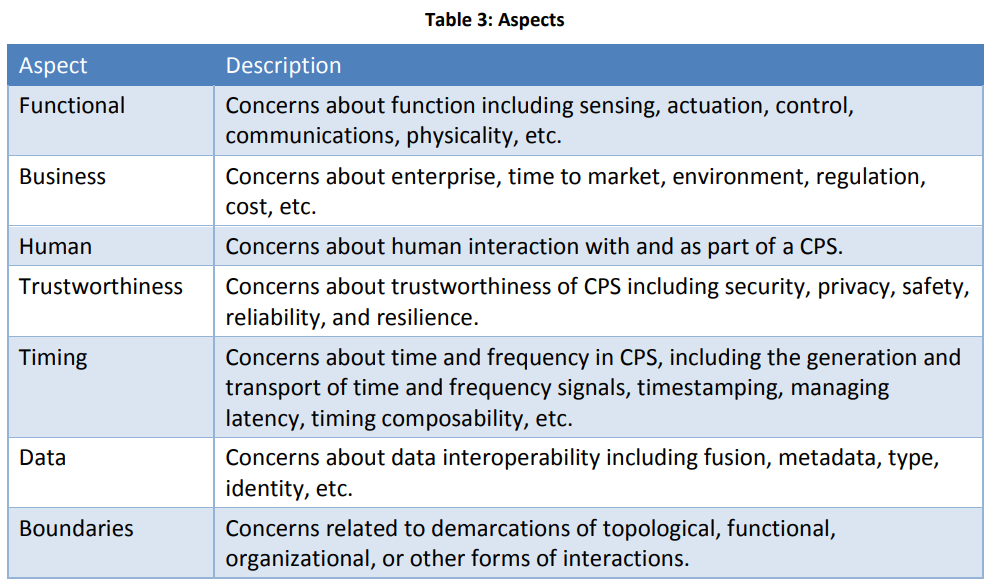 Table 3: Aspects
Aspect Description
Functional Concerns about function including sensing, actuation, control,
communications, physicality, etc.
Business Concerns about enterprise, time to market, environment, regulation,
cost, etc.
Human Concerns about human interaction with and as part of a CPS.
Trustworthiness Concerns about trustworthiness of CPS including security, privacy, safety,
reliability, and resilience.
Timing Concerns about time and frequency in CPS, including the generation and
transport of time and frequency signals, timestamping, managing
latency, timing composability, etc.
Data Concerns about data interoperability including fusion, metadata, type,
identity, etc.
Boundaries Concerns related to demarcations of topological, functional,
organizational, or other forms of interactions.